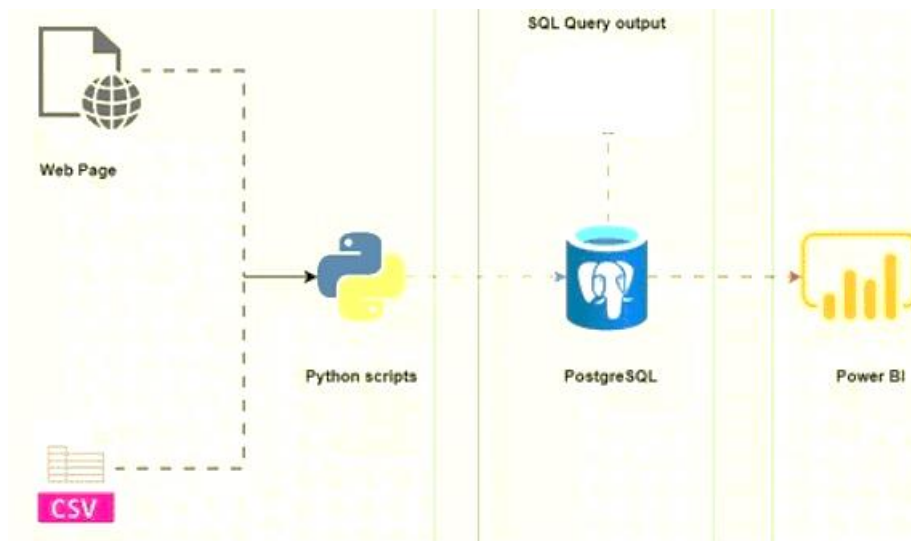 SQL Query output
Web Page
Python scripts
PostgreSQL
Power BI
CSV